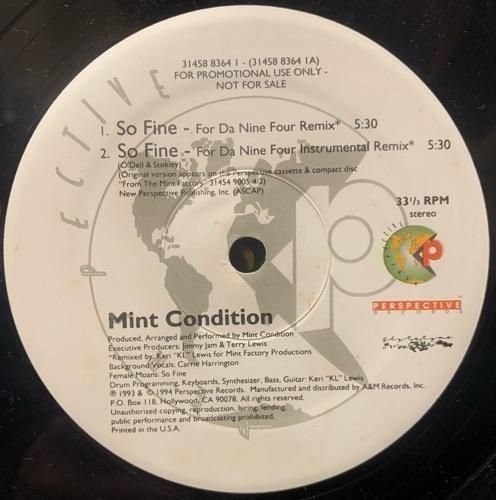 31458 8364 1 - (31458 8364 1A)
FOR PROMOTIONAL USE ONLY -
NOT FOR SALE
PECTIVE
1. So Fine - For Da Nine Four Remix* 5:30
2. So Fine - For Da Nine Four Instrumental Remix* 5:30
(O'Dell & Stokley)
(Original version appears on the Perspective cassette & compact disc
"From The Mint Factory" 31454 9005 4/2)
New Perspective Publishing, Inc. (ASCAP)
33 1/3 RPM
stereo
P
PERSPECTIVE
RECORDS
Mint Condition
Produced, Arranged and Performed by Mint Condition
Executive Producers: Jimmy Jam & Terry Lewis
*Remixed by: Keri "KL" Lewis for Mint Factory Productions
Background Vocals: Carrie Harrington
Female Moans: So Fine
Drum Programming, Keyboards, Synthesizer, Bass, Guitar: Keri "KL" Lewis
℗ 1993 & © 1994 Perspective Records. Manufactured and distributed by A&M Records, Inc.
P.O. Box 118, Hollywood, CA 90078. All rights reserved.
Unauthorized copying, reproduction, hiring, lending,
public performance and broadcasting prohibited.
Printed in the U.S.A.